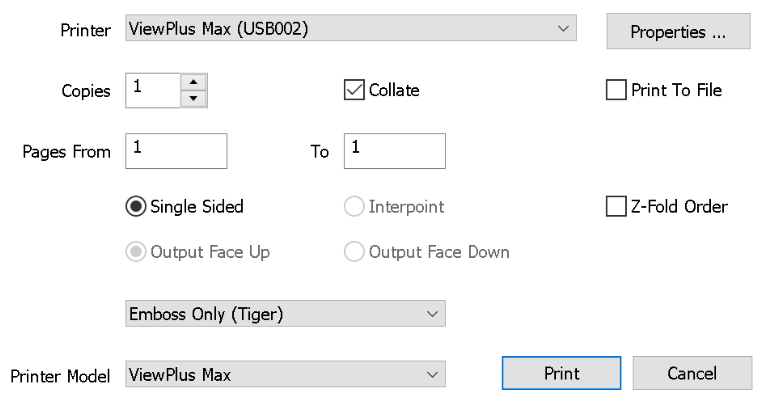 Printer ViewPlus Max (USB002) Properties ...
Copies 1 Collate Print To File
Pages From 1 To 1
Single Sided Interpoint Z-Fold Order
Output Face Up Output Face Down
Emboss Only (Tiger)
Printer Model ViewPlus Max Print Cancel